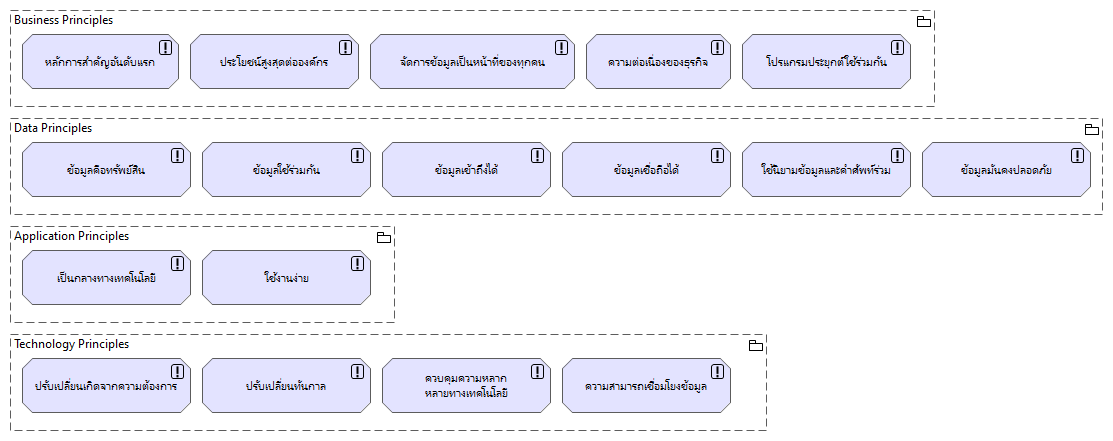 Business Principles
หลักการสำคัญอันดับแรก
ประโยชน์สูงสุดต่อองค์กร
จัดการข้อมูลเป็นหน้าที่ของทุกคน
ความต่อเนื่องของธุรกิจ
โปรแกรมประยุกต์ใช้ร่วมกัน
Data Principles
ข้อมูลคือทรัพย์สิน
ข้อมูลใช้ร่วมกัน
ข้อมูลเข้าถึงได้
ข้อมูลเชื่อถือได้
ใช้นิยามข้อมูลและคำศัพท์ร่วม
ข้อมูลมั่นคงปลอดภัย
Application Principles
เป็นกลางทางเทคโนโลยี
ใช้งานง่าย
Technology Principles
ปรับเปลี่ยนเกิดจากความต้องการ
ปรับเปลี่ยนทันกาล
ควบคุมความหลาก
หลายทางเทคโนโลยี
ความสามารถเชื่อมโยงข้อมูล